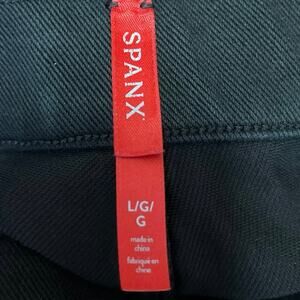 SPANX
L/G/
G
made in
china
fabriqué en
chine